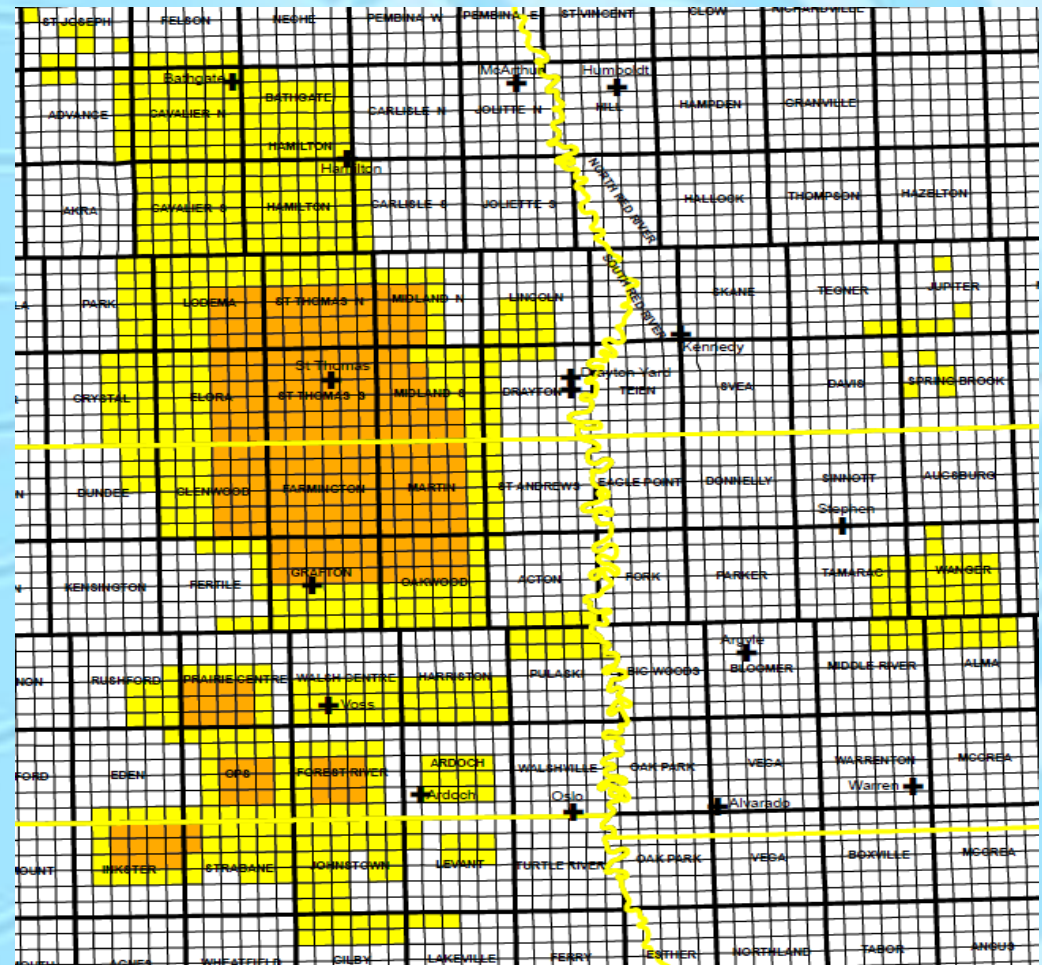 ST JOSEPH
FELSON
NECHE
PEMBINA W
PEMBINA E
ST VINCENT
CLOW
RICHARDVILLE
Bathgate
McArthur
Humboldt
ADVANCE
CAVALIER N
BATHGATE
CARLISLE N
JOLITTE N
HILL
HAMPDEN
GRANVILLE
HAMILTON
Hamilton
NORTH RED RIVER
AKRA
CAVALIER S
HAMILTON
CARLISLE S
JOLIETTE S
HALLOCK
THOMPSON
HAZELTON
SOUTH RED RIVER
PARK
LODEMA
ST THOMAS N
MIDLAND N
LINCOLN
SKANE
TEGNER
JUPITER
Kennedy
St Thomas
Drayton Yard
CRYSTAL
ELORA
ST THOMAS S
MIDLAND S
DRAYTON
TEIEN
SVEA
DAVIS
SPRING BROOK
DUNDEE
GLENWOOD
FARMINGTON
MARTIN
ST ANDREWS
EAGLE POINT
DONNELLY
SINNOTT
AUGSBURG
Stephen
KENSINGTON
FERTILE
GRAFTON
OAKWOOD
ACTON
FORK
PARKER
TAMARAC
WANGER
Argyle
NON
RUSHFORD
PRAIRIE CENTRE
WALSH CENTRE
HARRISTON
PULASKI
BIG WOODS
BLOOMER
MIDDLE RIVER
ALMA
Voss
FORD
EDEN
OPS
FOREST RIVER
ARDOCH
WALSHVILLE
OAK PARK
VEGA
WARRENTON
MCCREA
Ardoch
Oslo
Alvarado
Warren
MOUNT
INKSTER
STRABANE
JOHNSTOWN
LEVANT
TURTLE RIVER
OAK PARK
VEGA
BOXVILLE
MCCREA
AGNES
WHEATFIELD
GILBY
LAKEVILLE
FERRY
ESTHER
NORTHLAND
TABOR
ANGUS